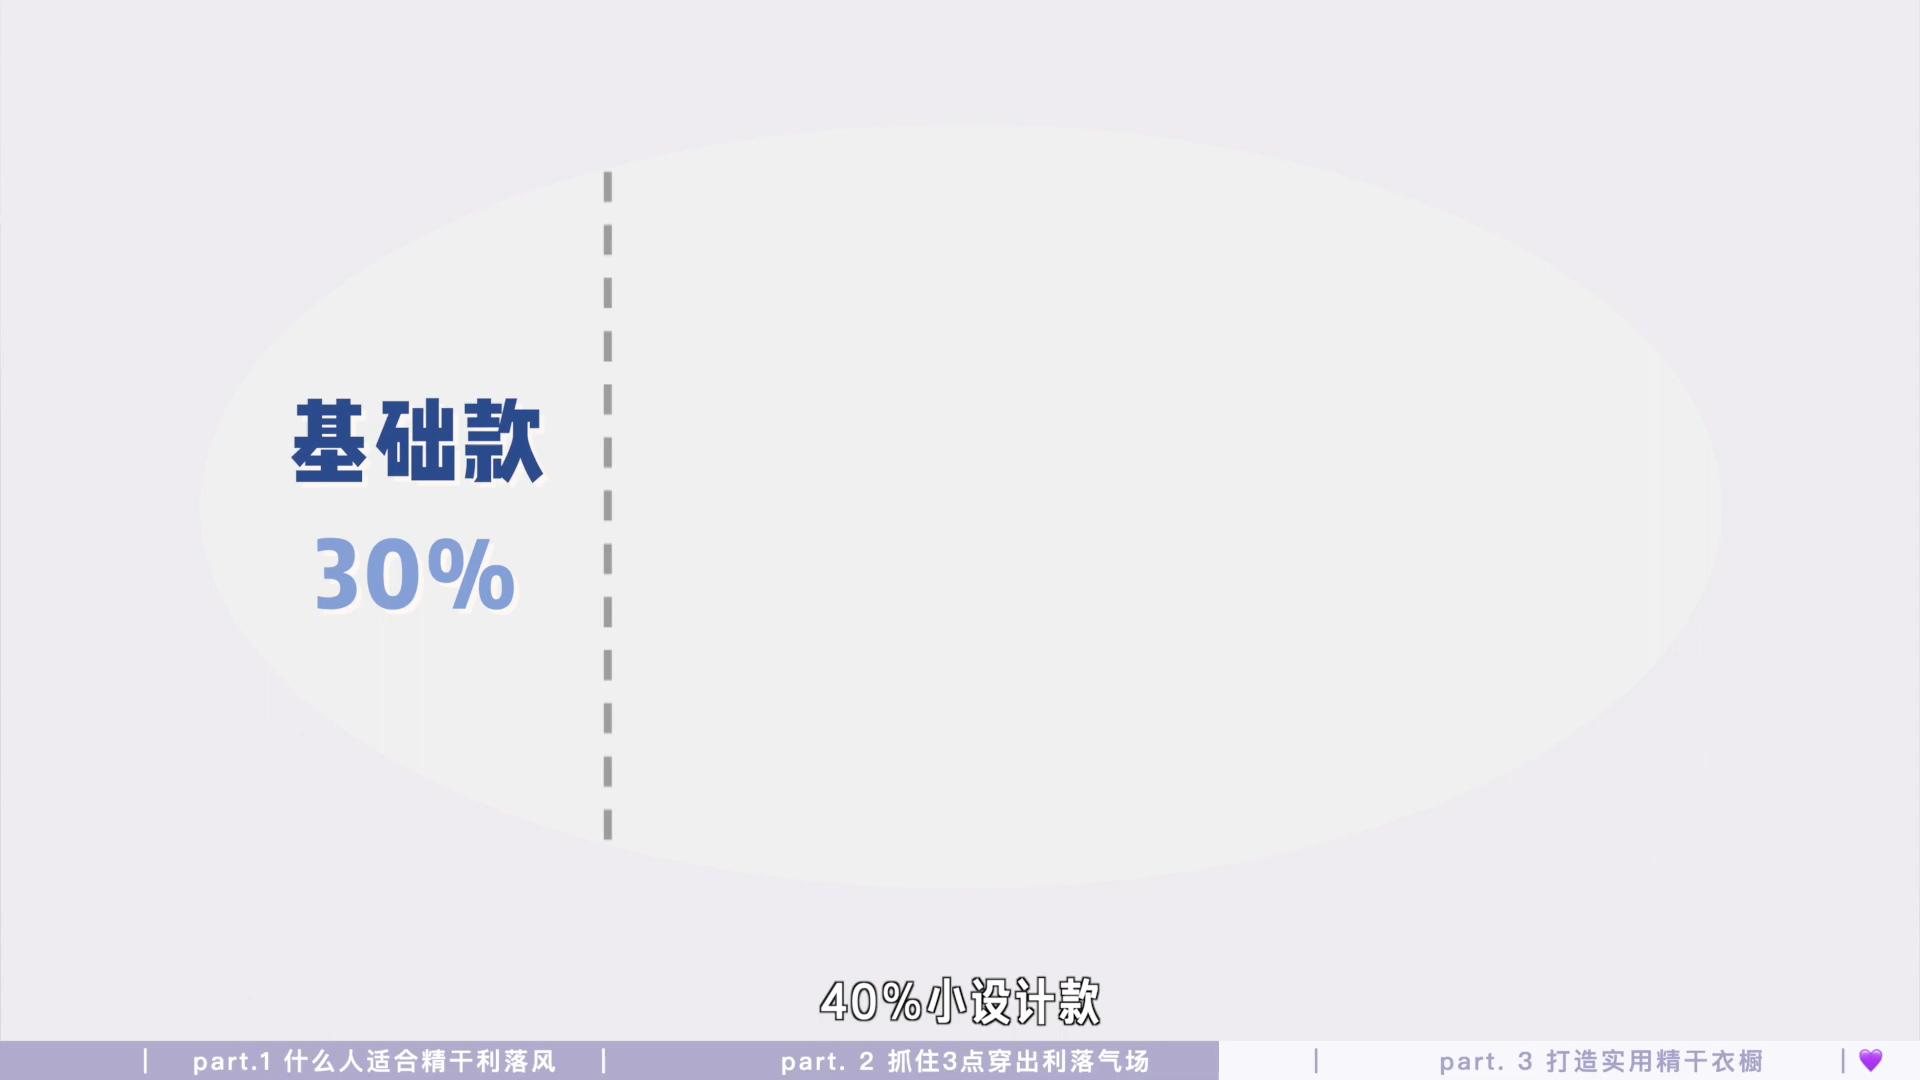 基础款
30%
40%小设计款
part.1 什么人适合精干利落风
part. 2 抓住3点穿出利落气场
part. 3 打造实用精干衣橱